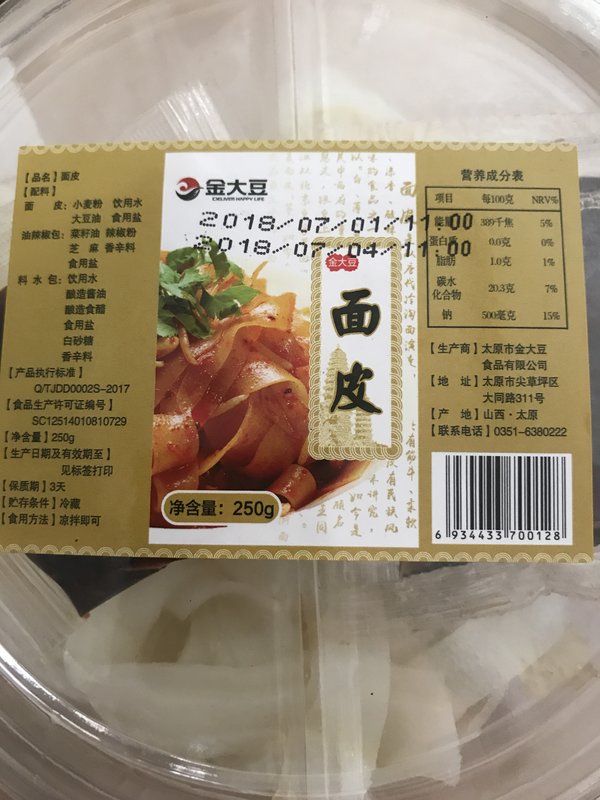 【品名】面皮
【配料】
面 皮：小麦粉 饮用水
大豆油 食用盐
油辣椒包：菜籽油 辣椒粉
芝麻 香辛料
食用盐
料水包：饮用水
酿造酱油
酿造食醋
食用盐
白砂糖
香辛料
【产品执行标准】
Q/TJDD0002S-2017
【食品生产许可证编号】
SC12514010810729
【净含量】250g
【生产日期及有效期至】
见标签打印
【保质期】3天
【贮存条件】冷藏
【食用方法】凉拌即可
金大豆
DELIVER HAPPY LIFE
2018/07/01/11:00
2018/07/04/11:00
金大豆
面皮
净含量：250g
营养成分表
项目 每100克 NRV%
能量 389千焦 5%
蛋白质 0.0克 0%
脂肪 1.0克 1%
碳水
化合物 20.3克 7%
钠 500毫克 15%
【生产商】太原市金大豆
食品有限公司
【地 址】太原市尖草坪区
大同路311号
【产 地】山西·太原
【联系电话】0351-6380222
6 934433 700128